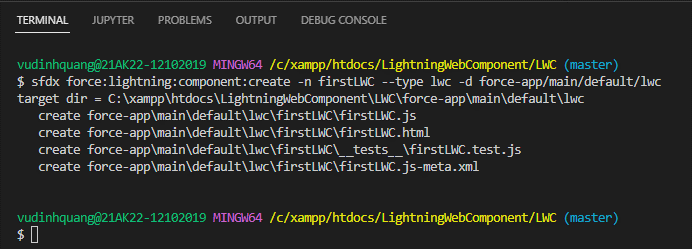 TERMINAL JUPYTER PROBLEMS OUTPUT DEBUG CONSOLE
vudinhquang@21AK22-12102019 MINGW64 /c/xampp/htdocs/LightningWebComponent/LWC (master)
$ sfdx force:lightning:component:create -n firstLWC --type lwc -d force-app/main/default/lwc
target dir = C:\xampp\htdocs\LightningWebComponent\LWC\force-app\main\default\lwc
   create force-app\main\default\lwc\firstLWC\firstLWC.js
   create force-app\main\default\lwc\firstLWC\firstLWC.html
   create force-app\main\default\lwc\firstLWC\__tests__\firstLWC.test.js
   create force-app\main\default\lwc\firstLWC\firstLWC.js-meta.xml
vudinhquang@21AK22-12102019 MINGW64 /c/xampp/htdocs/LightningWebComponent/LWC (master)
$